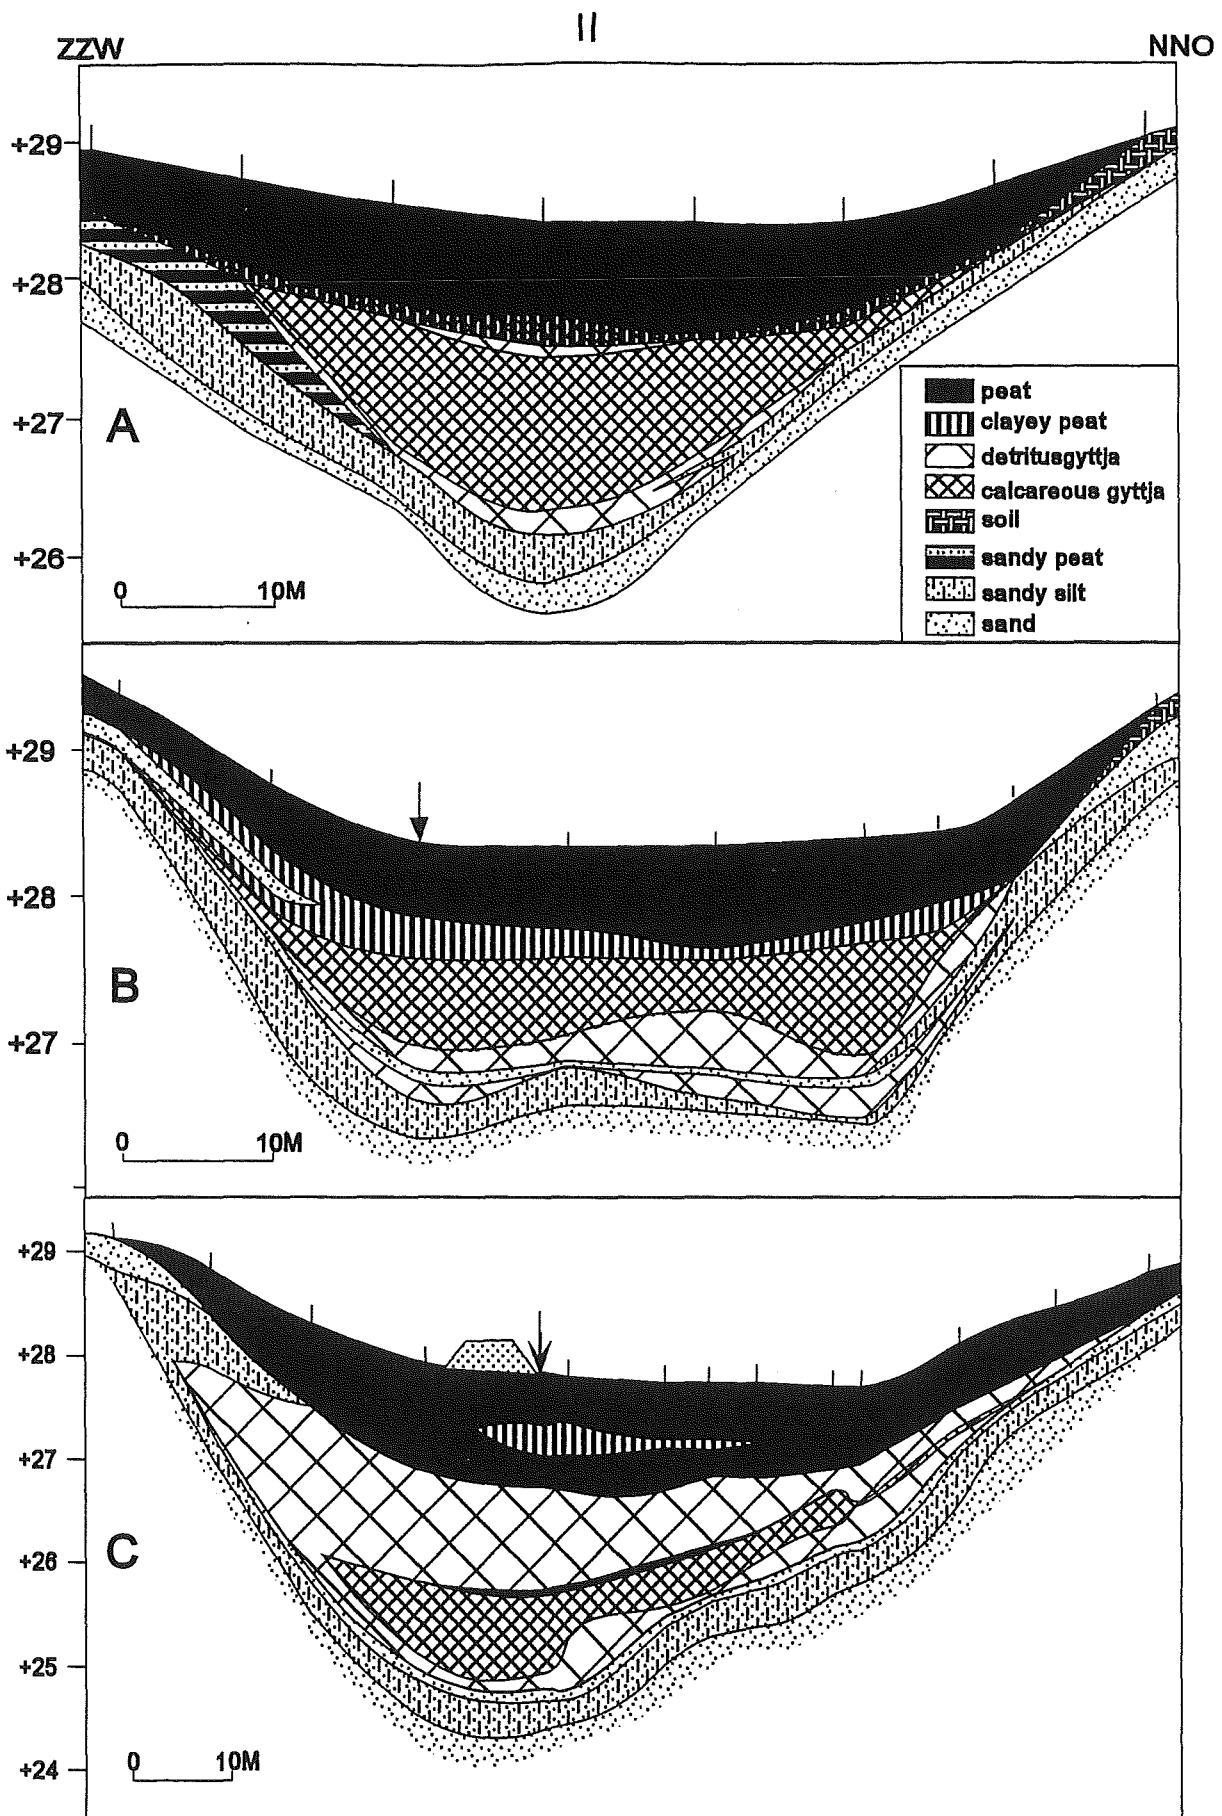 II
ZZW NNO
+29
+28
+27
+26
A
0 10M
peat
clayey peat
detritusgyttja
calcareous gyttja
soil
sandy peat
sandy silt
sand
+29
+28
+27
B
0 10M
+29
+28
+27
+26
+25
+24
C
0 10M